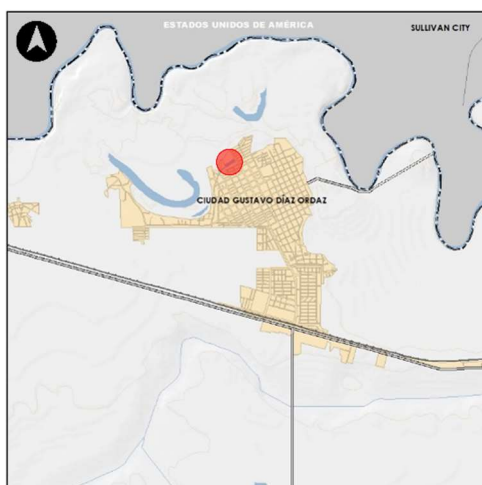 ESTADOS UNIDOS DE AMÉRICA
SULLIVAN CITY
CIUDAD GUSTAVO DÍAZ ORDAZ